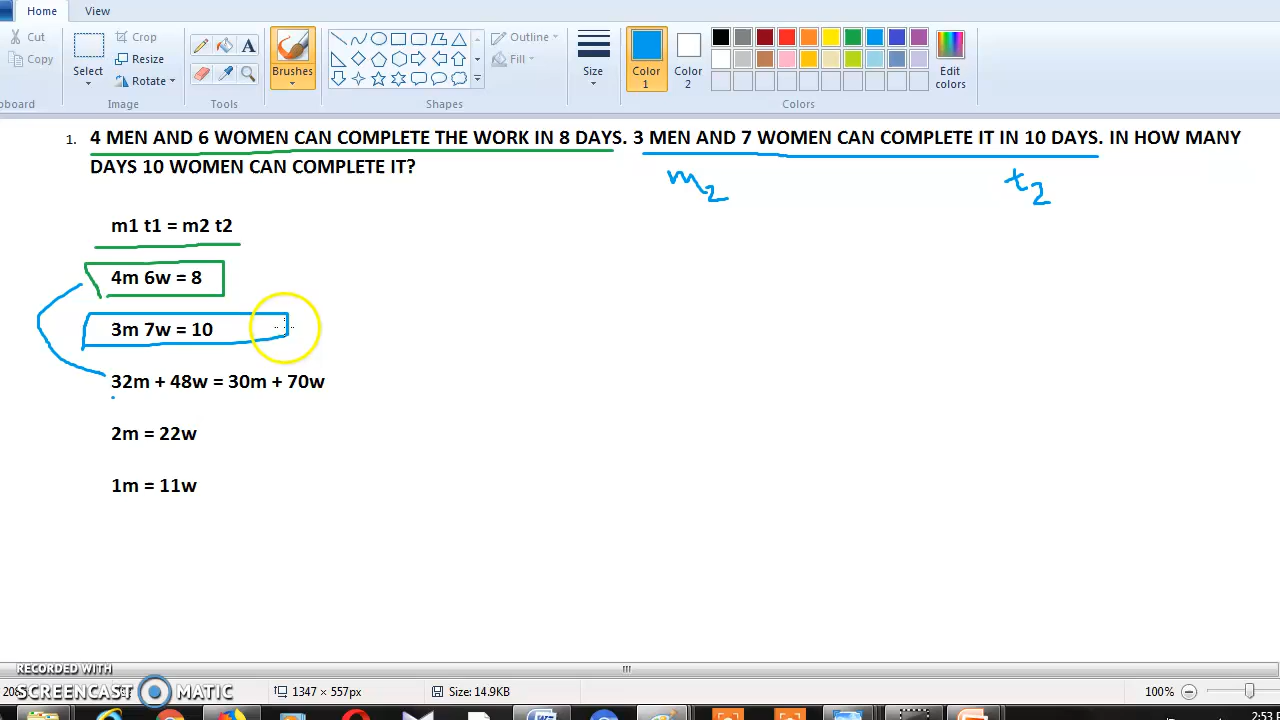 Home View
Cut
Copy
Select
Crop
Resize
Rotate
Brushes
Outline
Fill
Size
Color 1
Color 2
Edit colors
pboard
Image
Tools
Shapes
Colors
1. 4 MEN AND 6 WOMEN CAN COMPLETE THE WORK IN 8 DAYS. 3 MEN AND 7 WOMEN CAN COMPLETE IT IN 10 DAYS. IN HOW MANY
DAYS 10 WOMEN CAN COMPLETE IT?
m2 t2
m1 t1 = m2 t2
4m 6w = 8
3m 7w = 10
32m + 48w = 30m + 70w
2m = 22w
1m = 11w
RECORDED WITH
SCREENCAST MATIC
1347 × 557px
Size: 14.9KB
100%